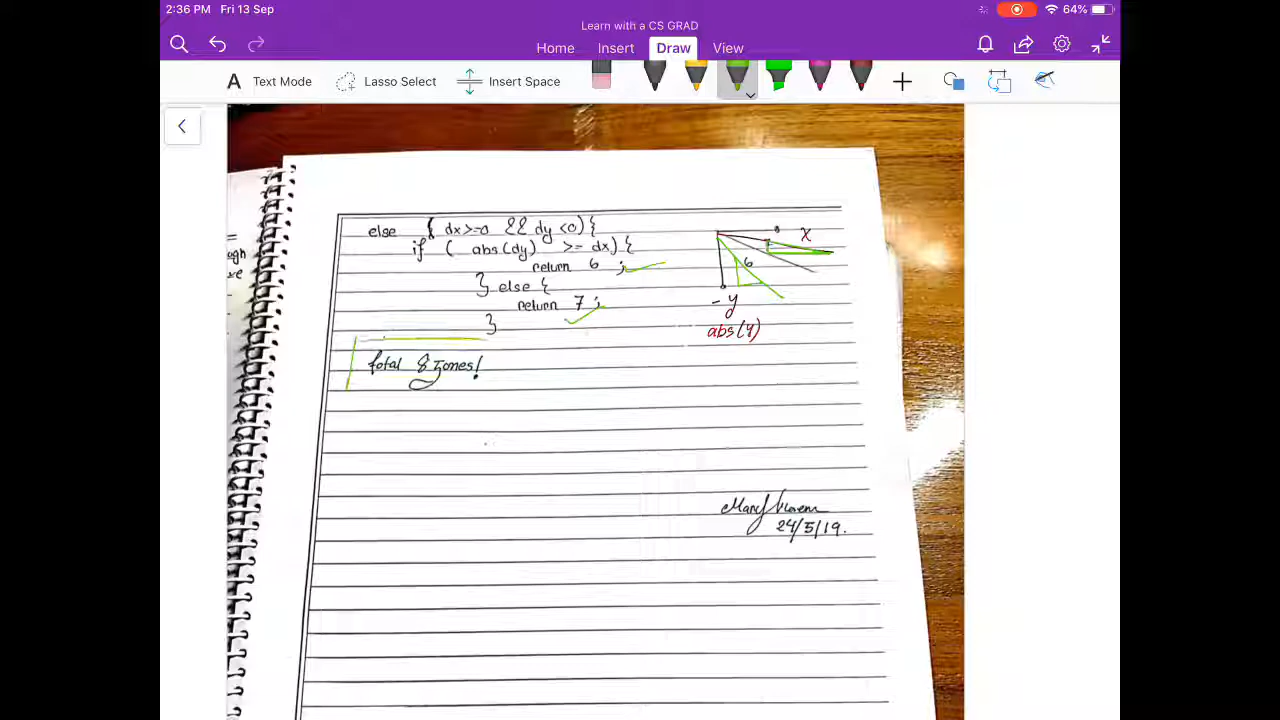 2:36 PM Fri 13 Sep
64%
Learn with a CS GRAD
Home Insert Draw View
A Text Mode Lasso Select Insert Space
else { dx>=0 && dy <0) {
if ( abs(dy) >= dx) {
return 6 ;
} else {
return 7 ;
}
Total 8 zones!
x
7
6
- y
abs(y)
24/5/19.